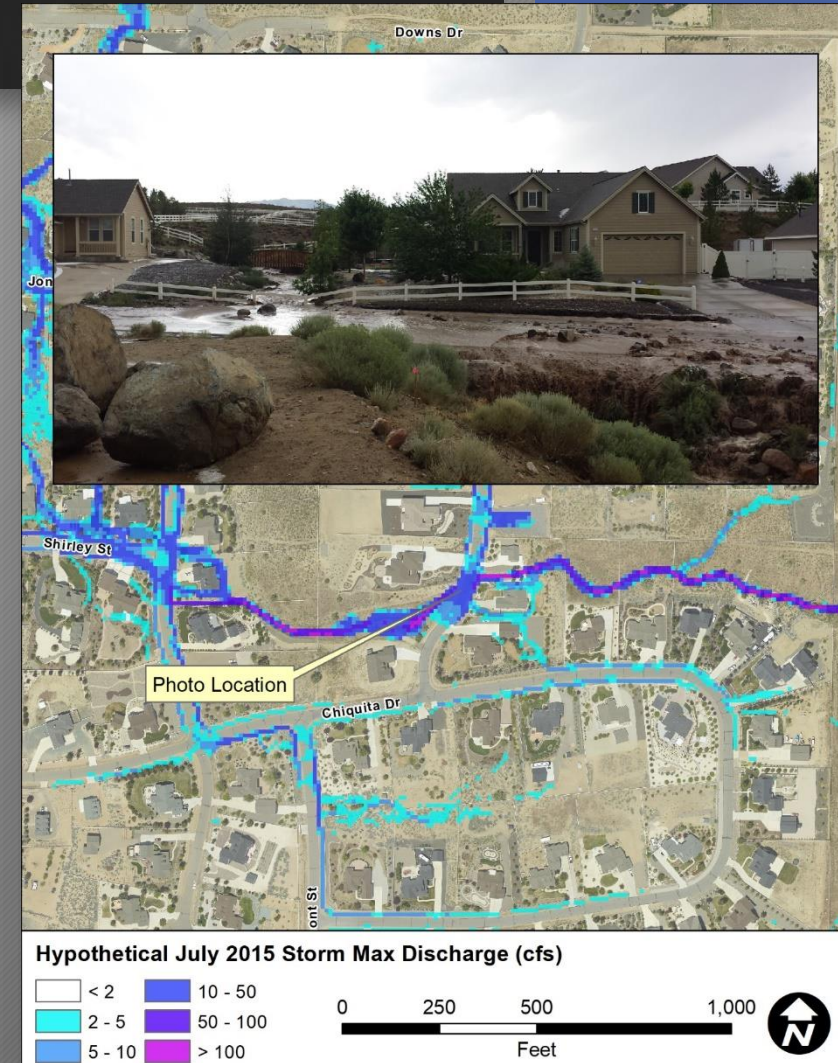 Downs Dr
Jon
Shirley St
Photo Location
Chiquita Dr
ont St
Hypothetical July 2015 Storm Max Discharge (cfs)
< 2
10 - 50
2 - 5
50 - 100
5 - 10
> 100
0 250 500 1,000
Feet
N